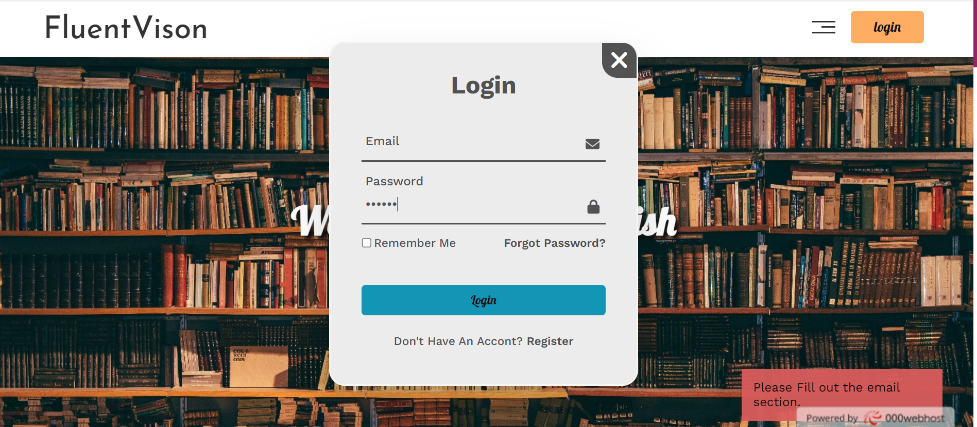 FluentVison
login
Login
Email
Password
Remember Me
Forgot Password?
Login
Don't Have An Accont? Register
Please Fill out the email
section.
Powered by 000webhost